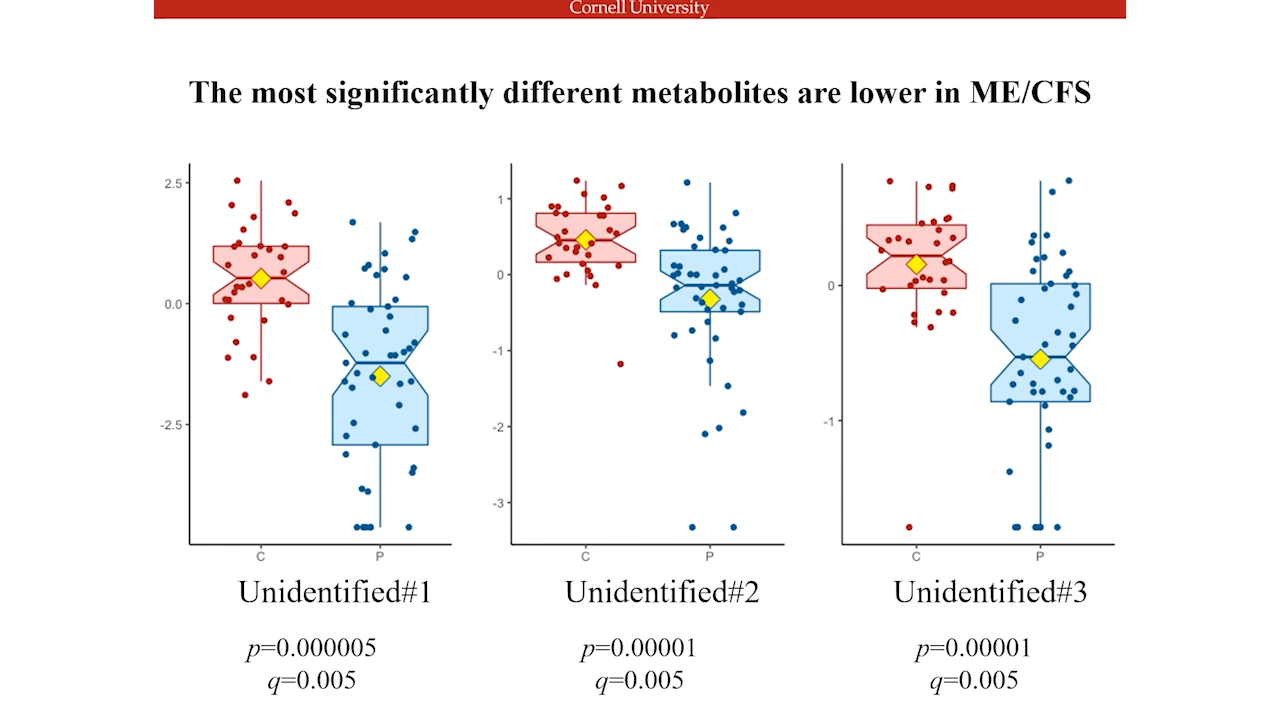 Cornell University
The most significantly different metabolites are lower in ME/CFS
2.5
0.0
-2.5
C P
Unidentified#1
p=0.000005
q=0.005
1
0
-1
-2
-3
C P
Unidentified#2
p=0.00001
q=0.005
0
-1
C P
Unidentified#3
p=0.00001
q=0.005